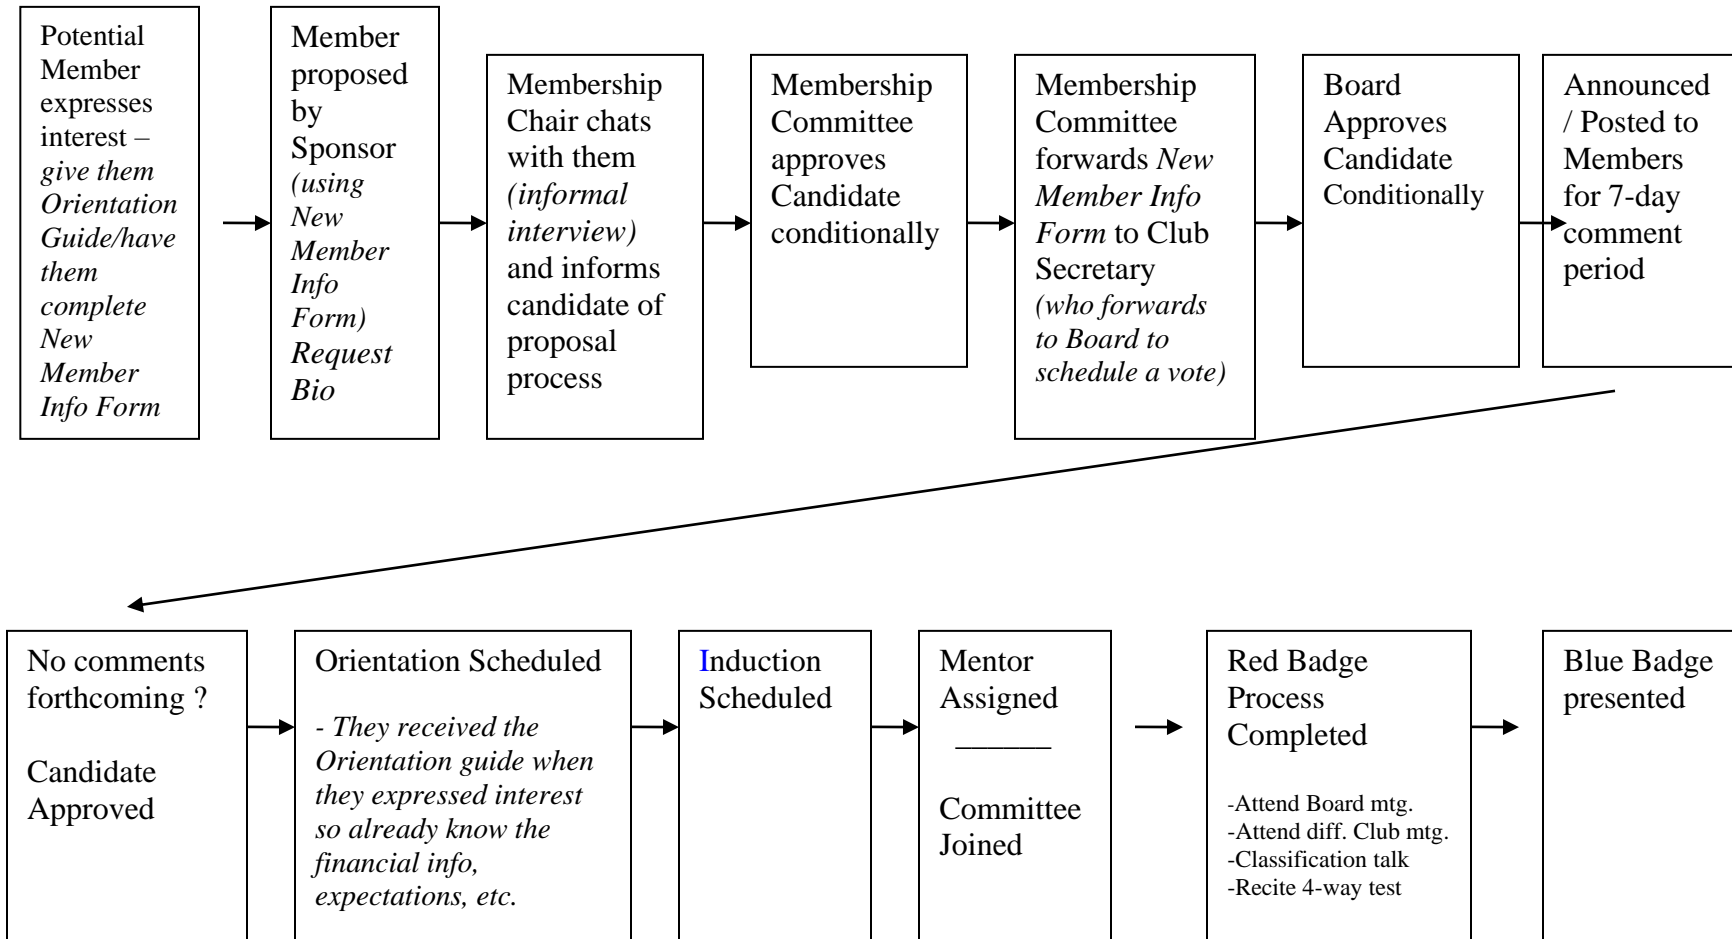 Potential
Member
expresses
interest –
give them
Orientation
Guide/have
them
complete
New
Member
Info Form
Member
proposed
by
Sponsor
(using
New
Member
Info
Form)
Request
Bio
Membership
Chair chats
with them
(informal
interview)
and informs
candidate of
proposal
process
Membership
Committee
approves
Candidate
conditionally
Membership
Committee
forwards New
Member Info
Form to Club
Secretary
(who forwards
to Board to
schedule a vote)
Board
Approves
Candidate
Conditionally
Announced
/ Posted to
Members
for 7-day
comment
period
No comments
forthcoming ?
Candidate
Approved
Orientation Scheduled
- They received the
Orientation guide when
they expressed interest
so already know the
financial info,
expectations, etc.
Induction
Scheduled
Mentor
Assigned
______
Committee
Joined
Red Badge
Process
Completed
-Attend Board mtg.
-Attend diff. Club mtg.
-Classification talk
-Recite 4-way test
Blue Badge
presented